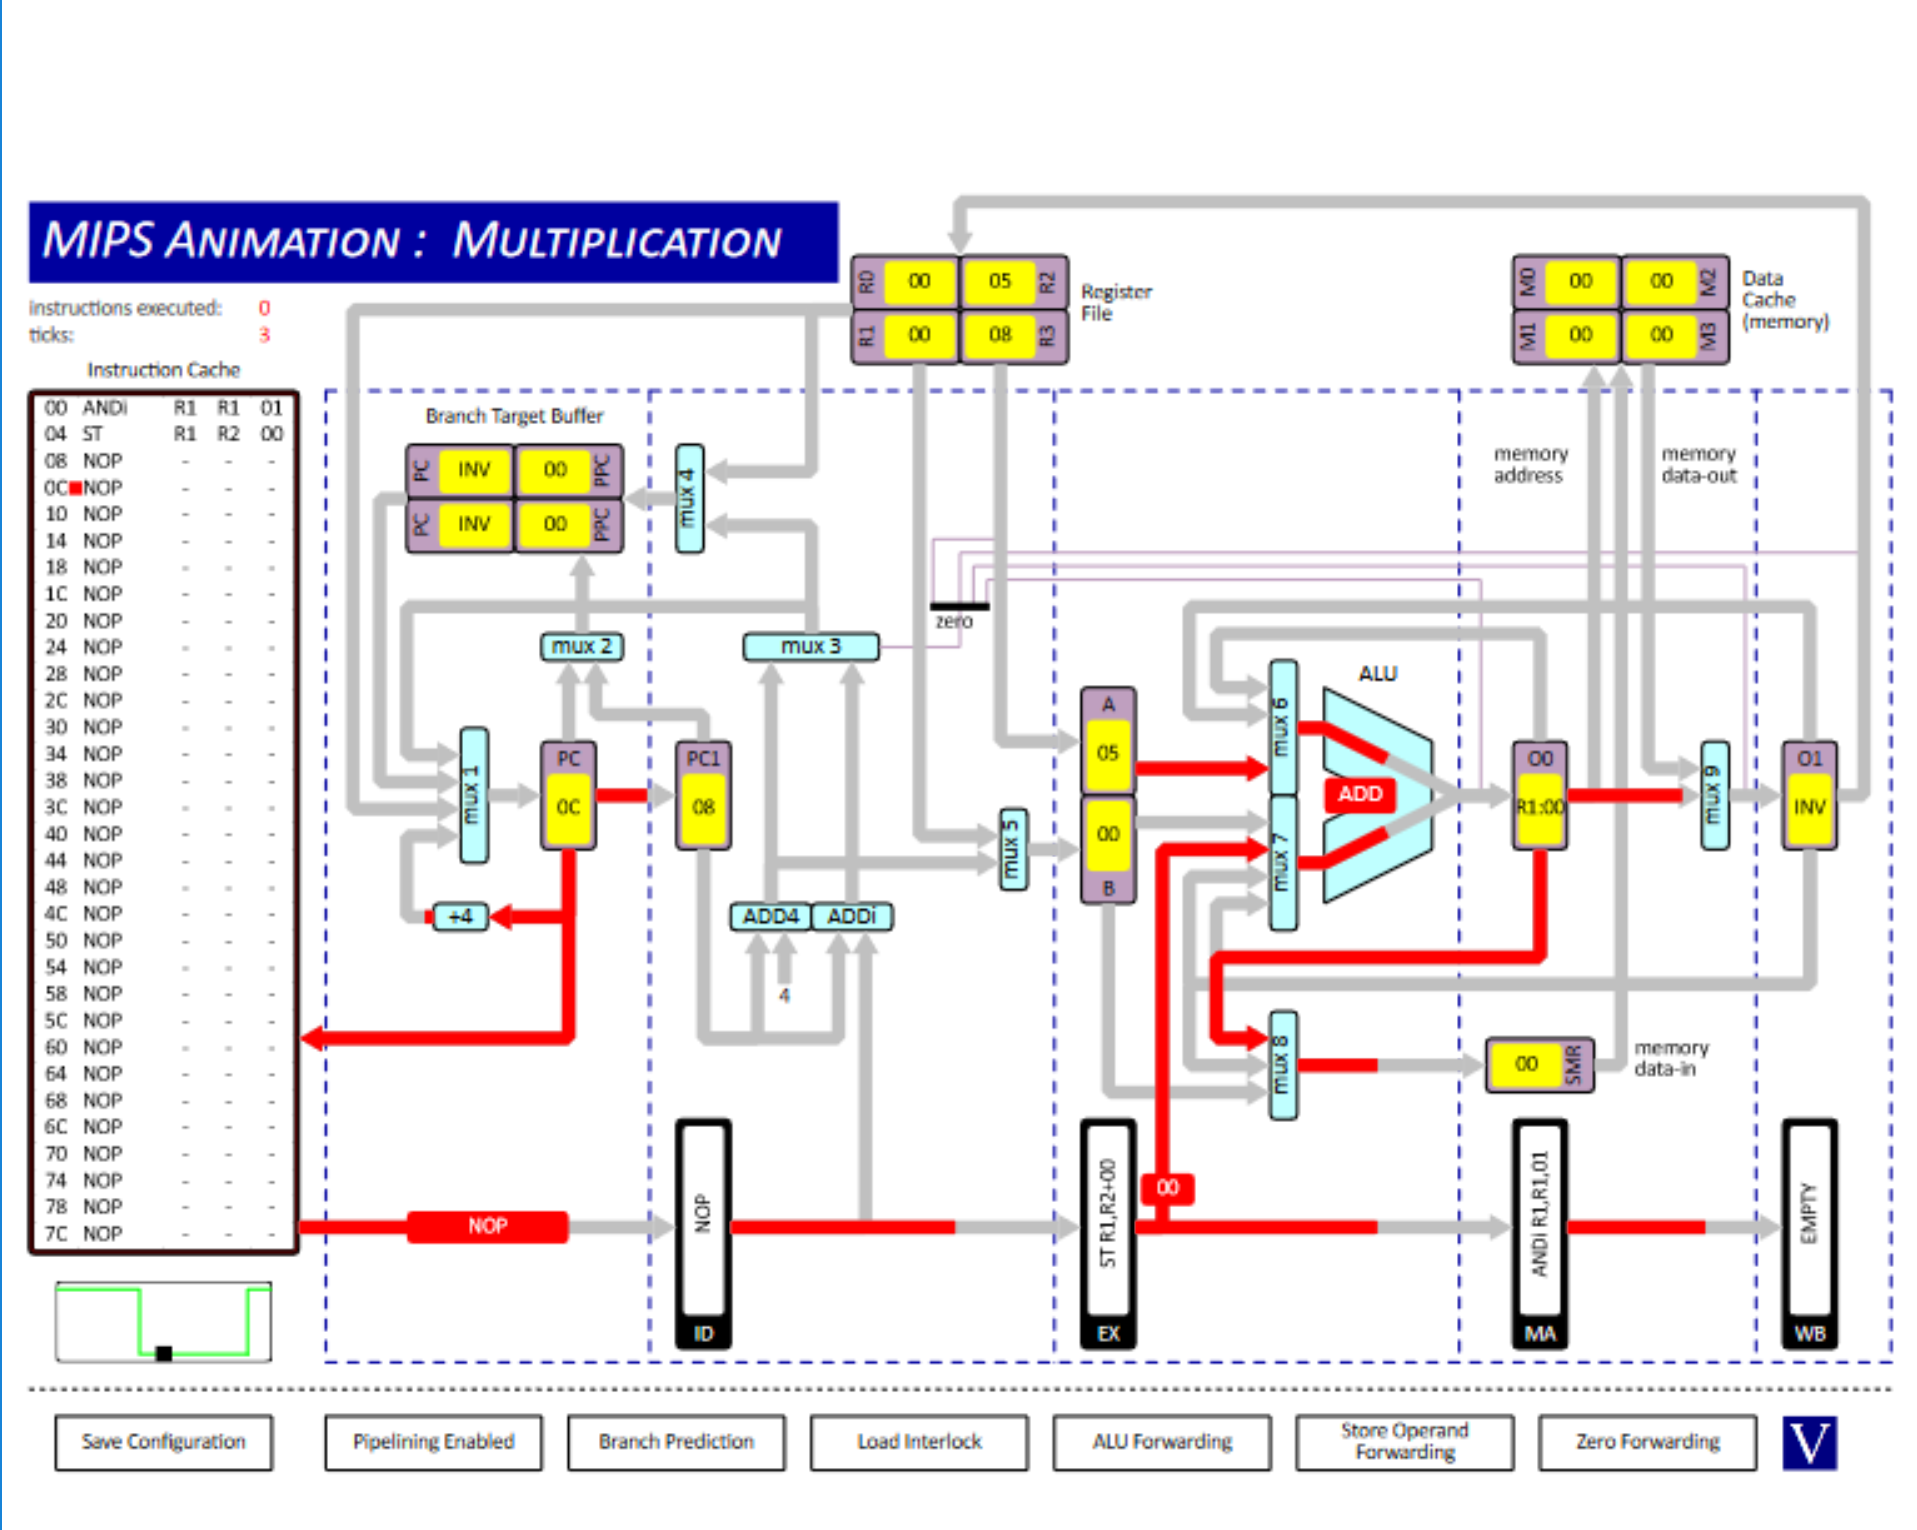 MIPS ANIMATION : MULTIPLICATION
instructions executed: 0
ticks: 3
Instruction Cache
00 ANDi R1 R1 01
04 ST R1 R2 00
08 NOP - - -
0C NOP - - -
10 NOP - - -
14 NOP - - -
18 NOP - - -
1C NOP - - -
20 NOP - - -
24 NOP - - -
28 NOP - - -
2C NOP - - -
30 NOP - - -
34 NOP - - -
38 NOP - - -
3C NOP - - -
40 NOP - - -
44 NOP - - -
48 NOP - - -
4C NOP - - -
50 NOP - - -
54 NOP - - -
58 NOP - - -
5C NOP - - -
60 NOP - - -
64 NOP - - -
68 NOP - - -
6C NOP - - -
70 NOP - - -
74 NOP - - -
78 NOP - - -
7C NOP - - -
R0 00 05 R2
R1 00 08 R3
Register
File
M0 00 00 M2
M1 00 00 M3
Data
Cache
(memory)
Branch Target Buffer
PC INV 00 PPC
PC INV 00 PPC
mux 4
memory
address
memory
data-out
zero
mux 2
mux 3
mux 1
PC
0C
PC1
08
+4
ADD4
ADDi
4
mux 5
A
05
00
B
mux 6
mux 7
ALU
ADD
O0
R1:00
mux 9
O1
INV
mux 8
00 SMR
memory
data-in
NOP
NOP
ID
ST R1,R2+00
EX
00
ANDi R1,R1,01
MA
EMPTY
WB
Save Configuration
Pipelining Enabled
Branch Prediction
Load Interlock
ALU Forwarding
Store Operand
Forwarding
Zero Forwarding
V